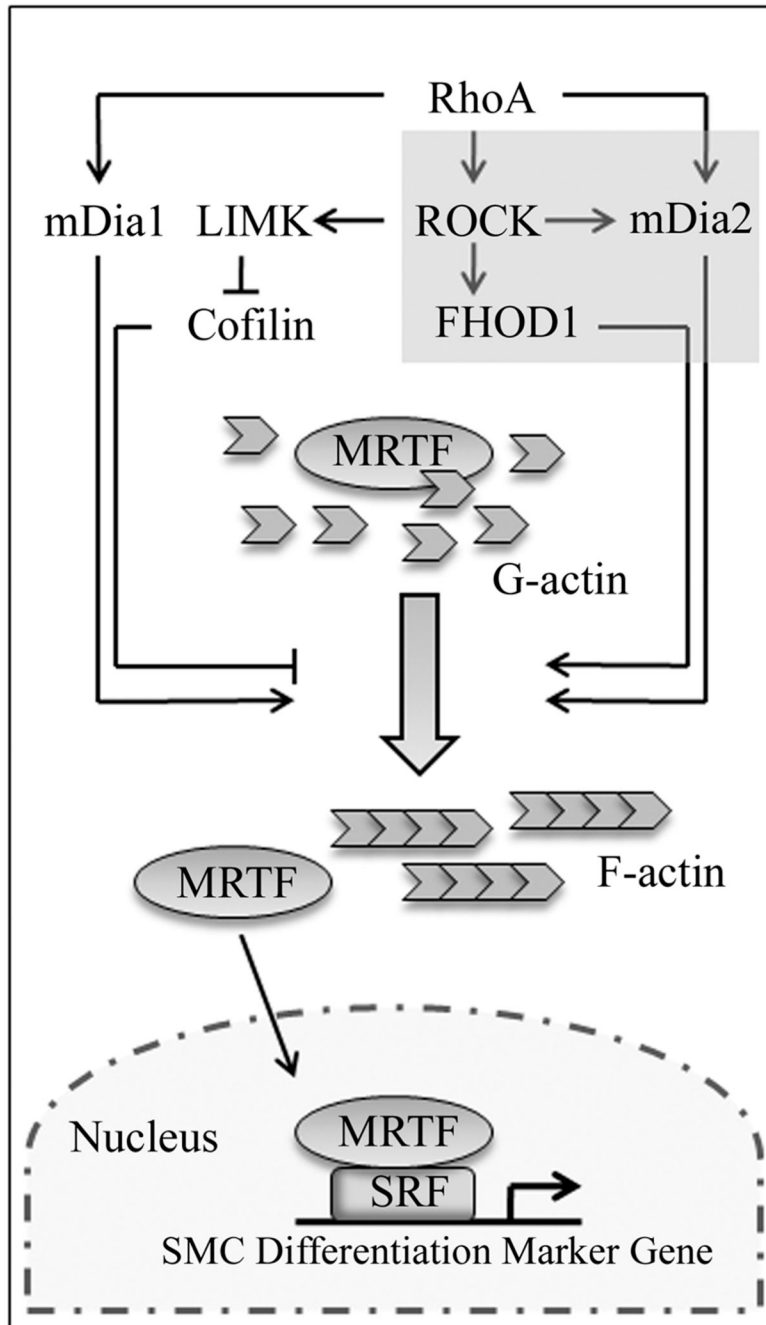 RhoA
mDia1 LIMK ROCK mDia2
Cofilin FHOD1
MRTF
G-actin
MRTF F-actin
Nucleus MRTF
SRF
SMC Differentiation Marker Gene